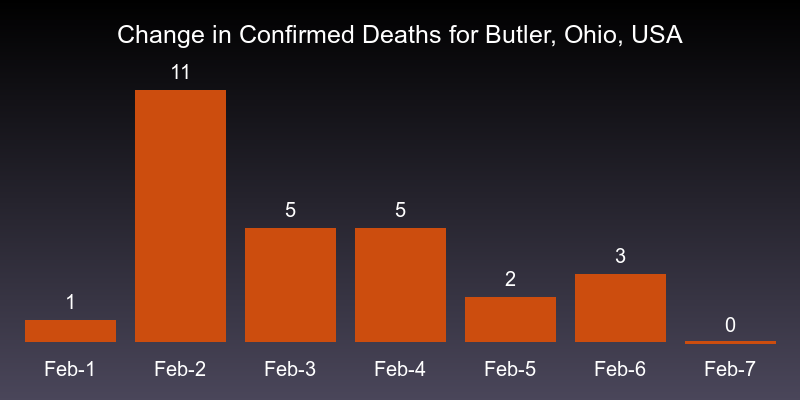 Change in Confirmed Deaths for Butler, Ohio, USA
11
5
5
3
2
1
0
Feb-1
Feb-2
Feb-3
Feb-4
Feb-5
Feb-6
Feb-7